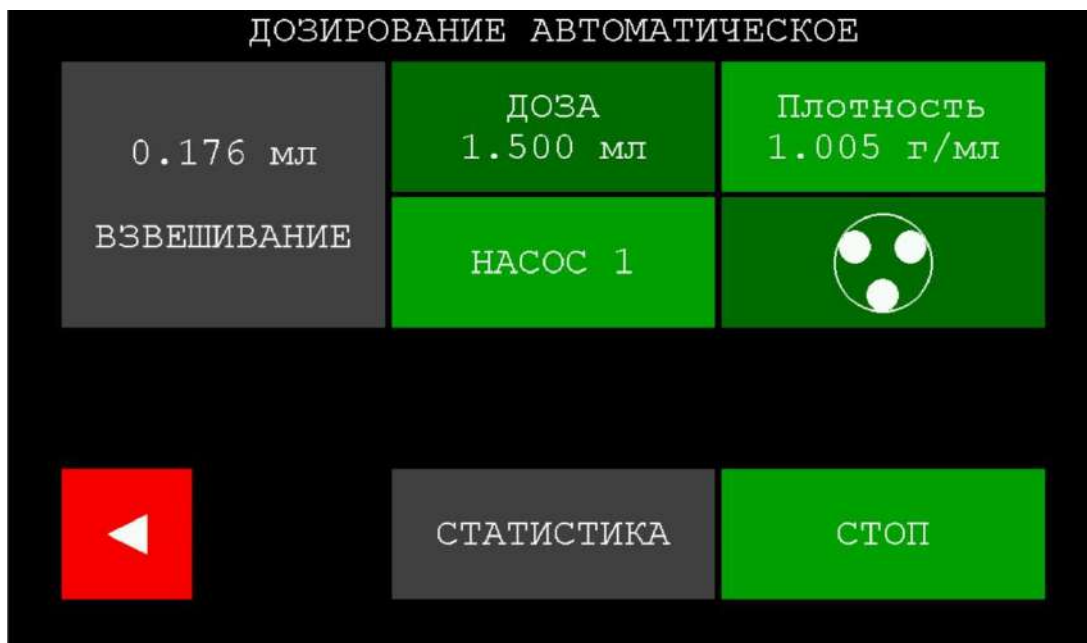 ДОЗИРОВАНИЕ АВТОМАТИЧЕСКОЕ
0.176 мл
ВЗВЕШИВАНИЕ
ДОЗА
1.500 мл
Плотность
1.005 г/мл
НАСОС 1
СТАТИСТИКА
СТОП